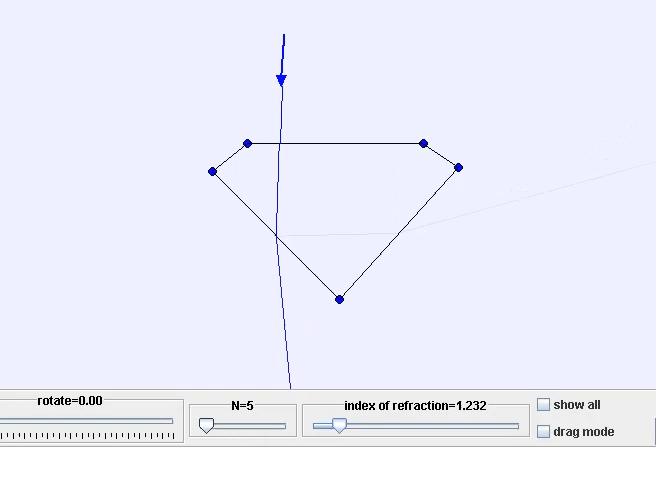 rotate=0.00
N=5
index of refraction=1.232
show all
drag mode